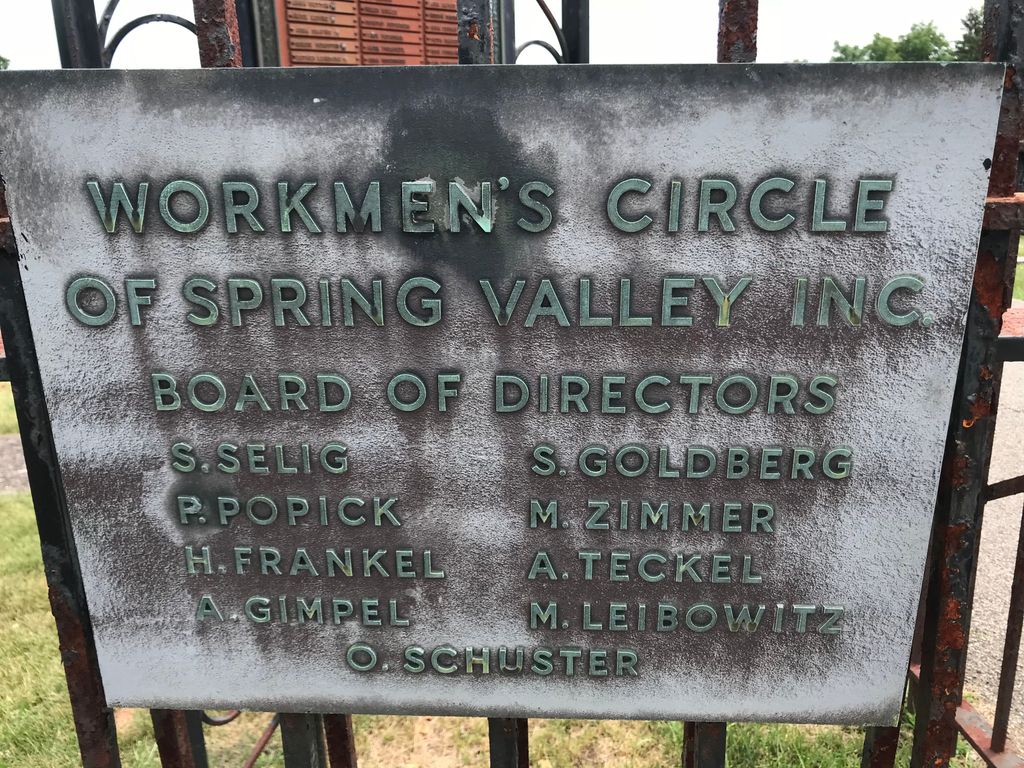 WORKMEN'S CIRCLE
OF SPRING VALLEY INC.
BOARD OF DIRECTORS
S. SELIG S. GOLDBERG
P. POPICK M. ZIMMER
H. FRANKEL A. TECKEL
A. GIMPEL M. LEIBOWITZ
O. SCHUSTER